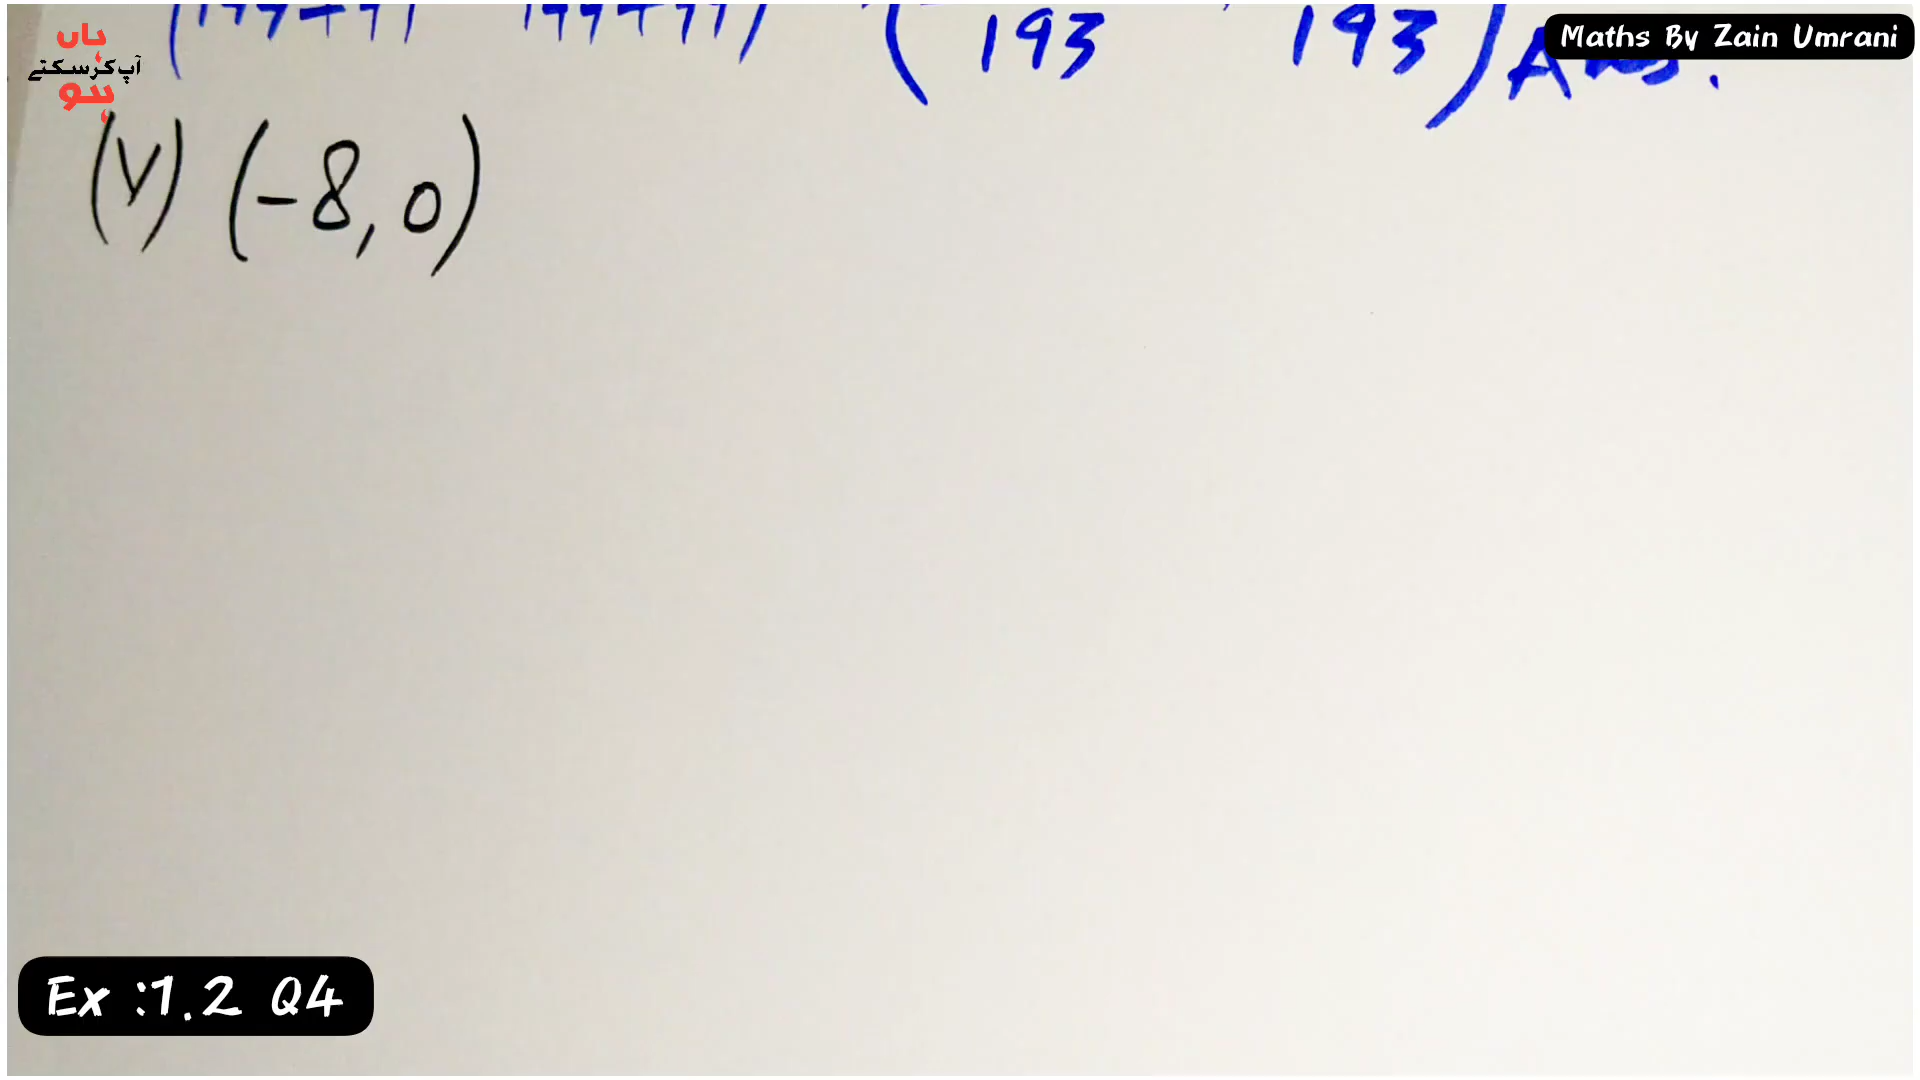 193 193 Ans.
Maths By Zain Umrani
ہاں
آپ کر سکتے
ہو
(V) (-8, 0)
Ex :1.2 Q4